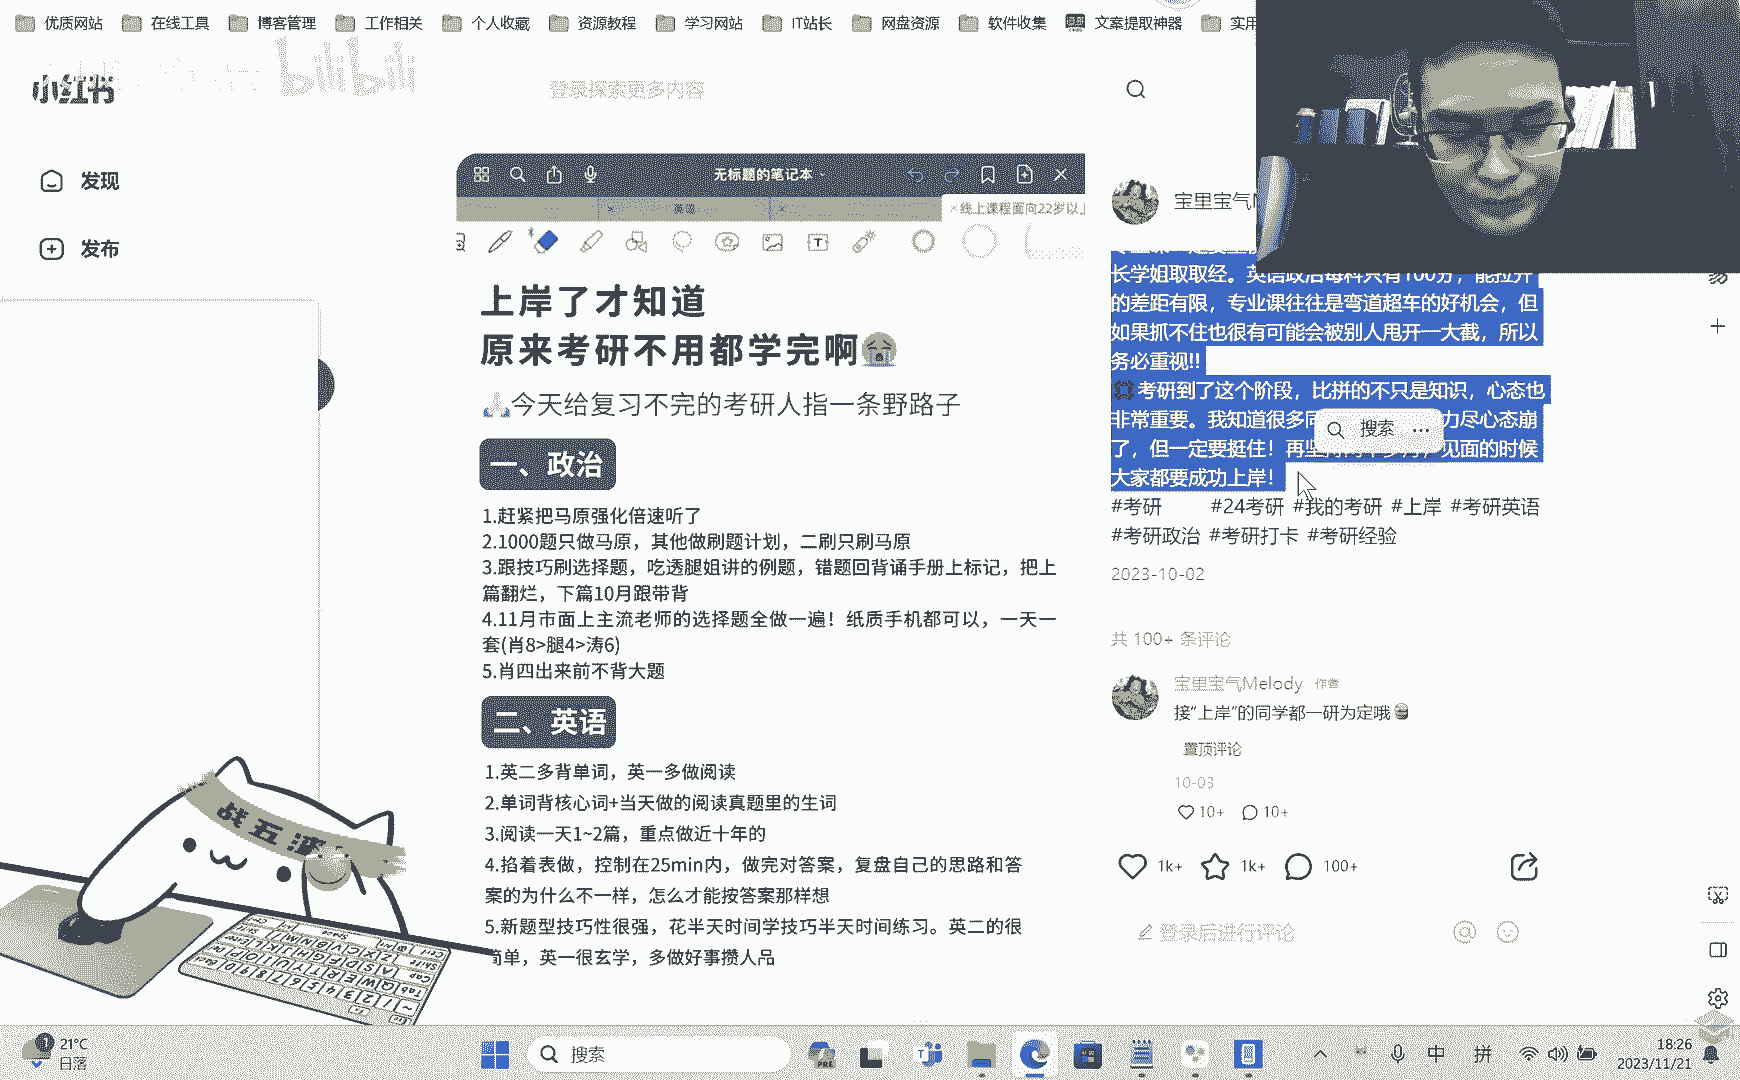 优质网站 在线工具 博客管理 工作相关 个人收藏 资源教程 学习网站 IT站长 网盘资源 软件收集 文案提取神器 实用
小红书
bilibili
登录探索更多内容
发现
发布
无标题的笔记本
英语
线上课程面向22岁以
上岸了才知道
原来考研不用都学完啊😭
🙏今天给复习不完的考研人指一条野路子
一、政治
1.赶紧把马原强化倍速听了
2.1000题只做马原，其他做刷题计划，二刷只刷马原
3.跟技巧刷选择题，吃透腿姐讲的例题，错题回背诵手册上标记，把上
篇翻烂，下篇10月跟带背
4.11月市面上主流老师的选择题全做一遍！纸质手机都可以，一天一
套(肖8>腿4>涛6)
5.肖四出来前不背大题
二、英语
1.英二多背单词，英一多做阅读
2.单词背核心词+当天做的阅读真题里的生词
3.阅读一天1~2篇，重点做近十年的
4.掐着表做，控制在25min内，做完对答案，复盘自己的思路和答
案的为什么不一样，怎么才能按答案那样想
5.新题型技巧性很强，花半天时间学技巧半天时间练习。英二的很
简单，英一很玄学，多做好事攒人品
宝里宝气
长学姐取取经。英语政治每科只有100分，能拉开
的差距有限，专业课往往是弯道超车的好机会，但
如果抓不住也很有可能会被别人甩开一大截，所以
务必重视!!
考研到了这个阶段，比拼的不只是知识，心态也
非常重要。我知道很多同 力尽心态崩
了，但一定要挺住！再坚 见面的时候
大家都要成功上岸！
搜索 ···
#考研 #24考研 #我的考研 #上岸 #考研英语
#考研政治 #考研打卡 #考研经验
2023-10-02
共 100+ 条评论
宝里宝气Melody 作者
接“上岸”的同学都一研为定哦
置顶评论
10-03
10+ 10+
1k+ 1k+ 100+
登录后进行评论
战五渣
21°C
日落
搜索
PRE
中 拼
18:26
2023/11/21